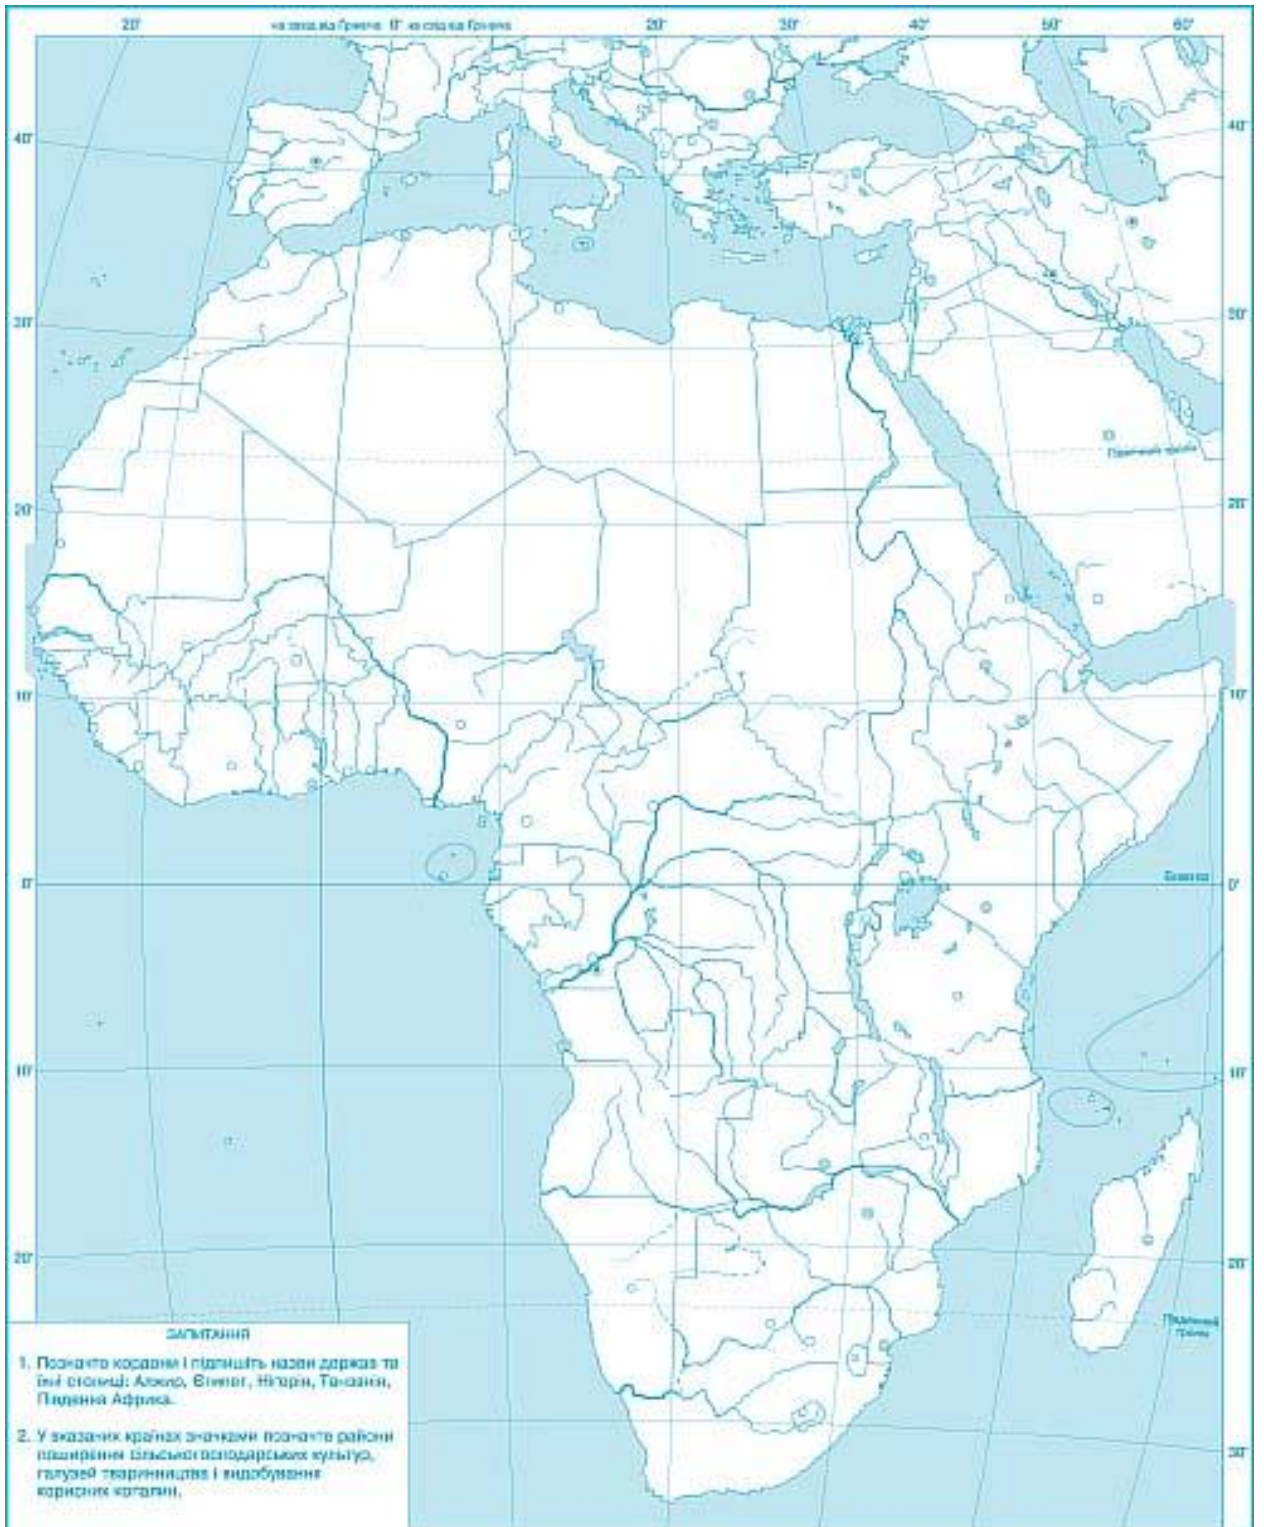 20° на захід від Гринвіча 0° на схід від Гринвіча 20° 30° 40° 50° 60°
40° 40°
30° 30°
Північний тропік
20° 20°
10° 10°
Екватор
0° 0°
10° 10°
20° 20°
Південний
тропік
30°
ЗАПИТАННЯ
1. Позначте кордони і підпишіть назви держав та
їхні столиці: Алжир, Єгипет, Нігерія, Танзанія,
Південна Африка.
2. У вказаних країнах значками позначте райони
поширення сільськогосподарських культур,
галузей тваринництва і видобування
корисних копалин.